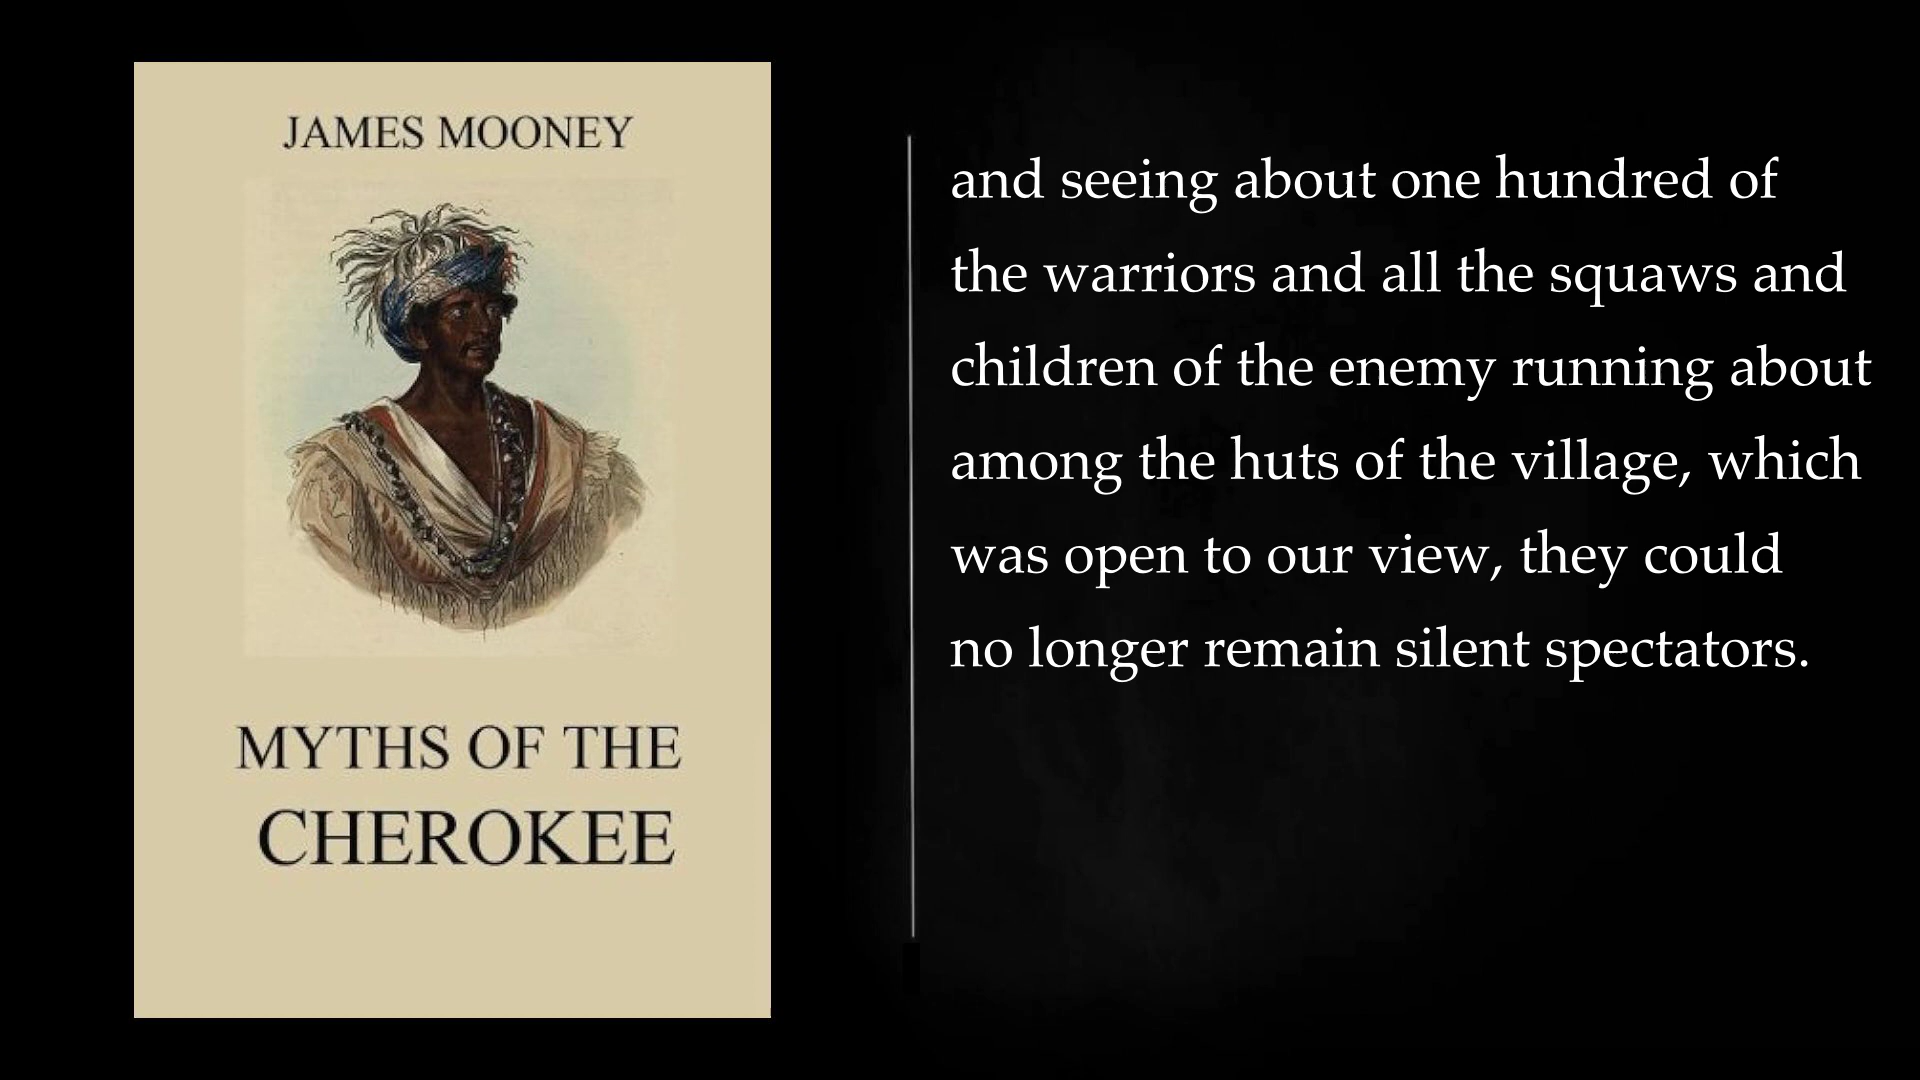 JAMES MOONEY
MYTHS OF THE
CHEROKEE
and seeing about one hundred of
the warriors and all the squaws and
children of the enemy running about
among the huts of the village, which
was open to our view, they could
no longer remain silent spectators.